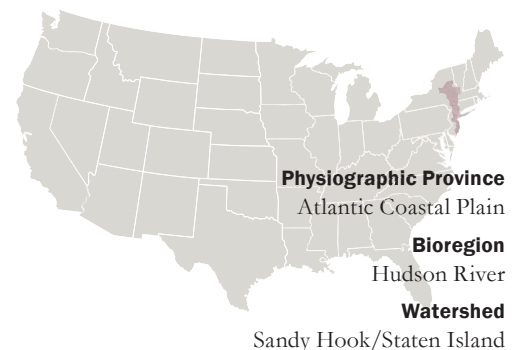 Physiographic Province
Atlantic Coastal Plain
Bioregion
Hudson River
Watershed
Sandy Hook/Staten Island